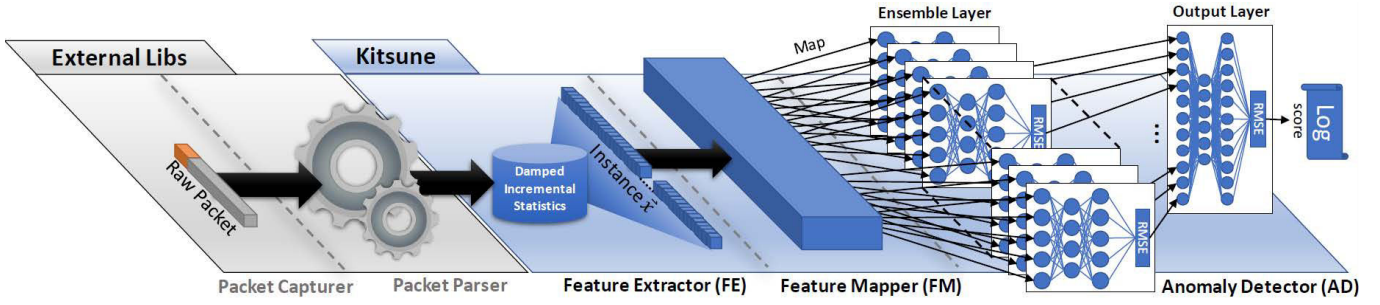 Ensemble Layer
Output Layer
External Libs
Kitsune
Map
RMSE
RMSE
Log
score
Raw Packet
Damped
Incremental
Statistics
Instance x⃗
...
RMSE
Packet Capturer
Packet Parser
Feature Extractor (FE)
Feature Mapper (FM)
Anomaly Detector (AD)